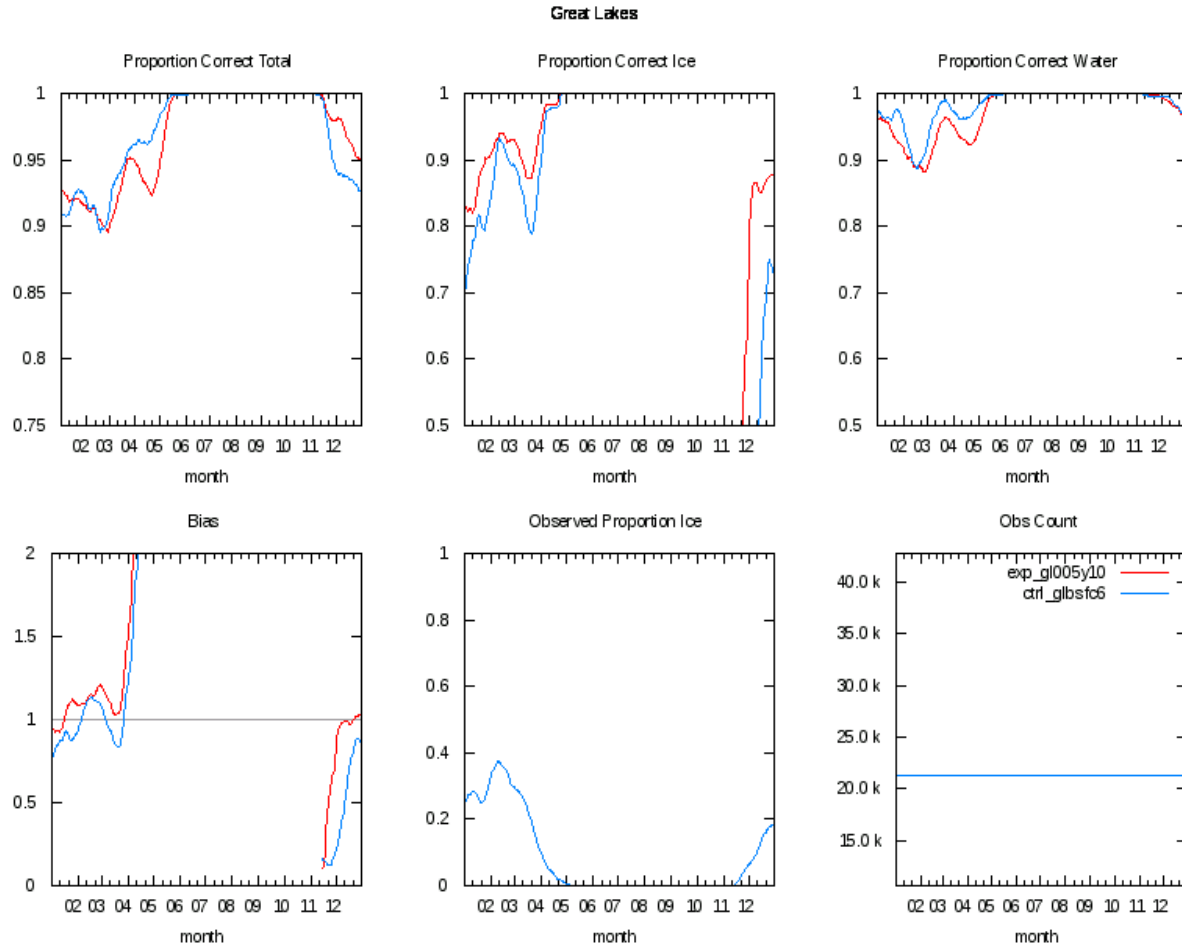 Great Lakes
Proportion Correct Total
1
0.95
0.9
0.85
0.8
0.75
02 03 04 05 06 07 08 09 10 11 12
month
Proportion Correct Ice
1
0.9
0.8
0.7
0.6
0.5
02 03 04 05 06 07 08 09 10 11 12
month
Proportion Correct Water
1
0.9
0.8
0.7
0.6
0.5
02 03 04 05 06 07 08 09 10 11 12
month
Bias
2
1.5
1
0.5
0
02 03 04 05 06 07 08 09 10 11 12
month
Observed Proportion Ice
1
0.8
0.6
0.4
0.2
0
02 03 04 05 06 07 08 09 10 11 12
month
Obs Count
exp_gl005y10
ctrl_glbsfc6
40.0 k
35.0 k
30.0 k
25.0 k
20.0 k
15.0 k
02 03 04 05 06 07 08 09 10 11 12
month